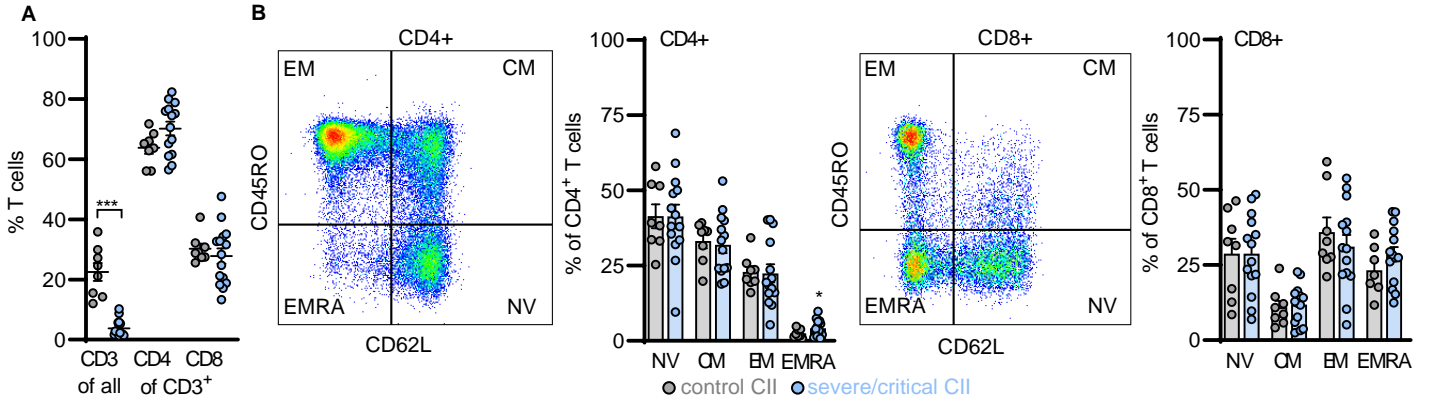 A
B
100
80
60
40
20
0
% T cells
***
CD3
CD4
CD8
of all
of CD3+
CD4+
EM
CM
EMRA
NV
CD45RO
CD62L
100
75
50
25
0
% of CD4+ T cells
CD4+
*
NV
CM
EM
EMRA
CD8+
EM
CM
EMRA
NV
CD45RO
CD62L
100
75
50
25
0
% of CD8+ T cells
CD8+
NV
CM
EM
EMRA
control CII
severe/critical CII